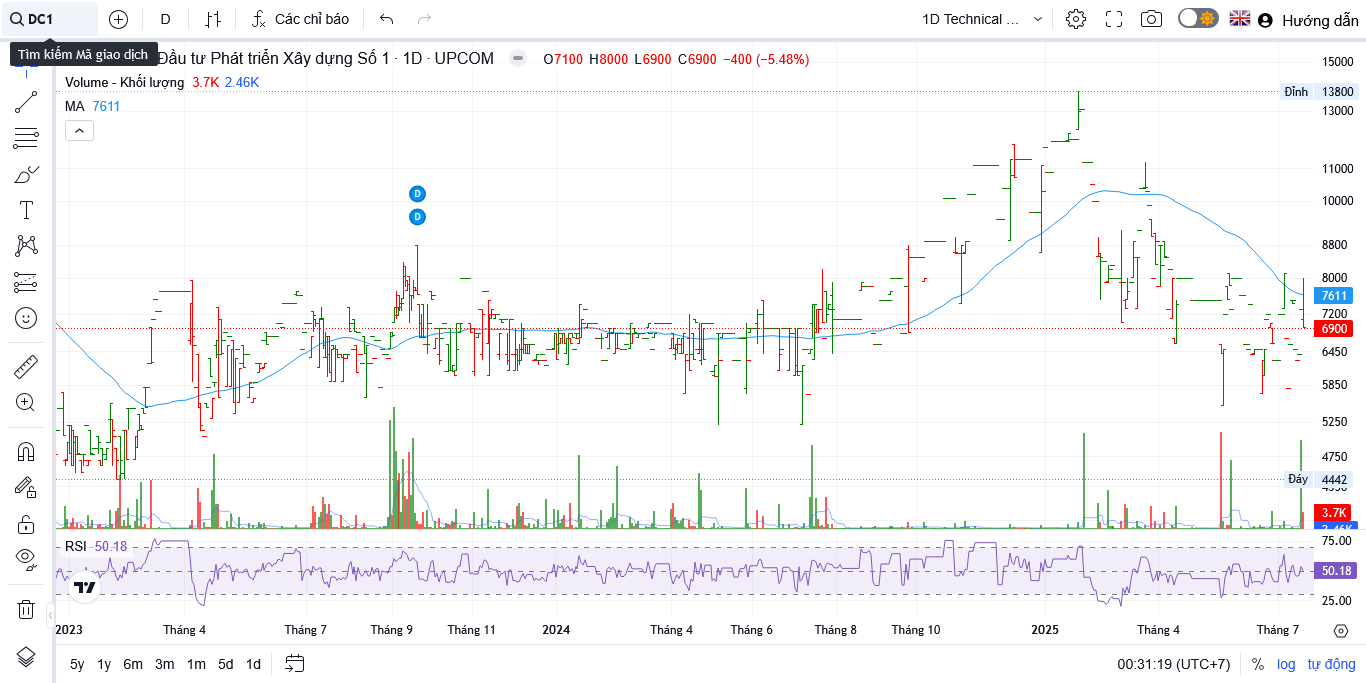 DC1
D
Các chỉ báo
1D Technical ...
Hướng dẫn
Tìm kiếm Mã giao dịch
Đầu tư Phát triển Xây dựng Số 1 · 1D · UPCOM
O7100 H8000 L6900 C6900 −400 (−5.48%)
Volume - Khối lượng 3.7K 2.46K
MA 7611
D
D
15000
Đỉnh 13800
13000
11000
10000
8800
8000
7611
7200
6900
6450
5850
5250
4750
Đáy 4442
3.7K
2.46K
RSI 50.18
75.00
50.18
25.00
2023 Tháng 4 Tháng 7 Tháng 9 Tháng 11 2024 Tháng 4 Tháng 6 Tháng 8 Tháng 10 2025 Tháng 4 Tháng 7
5y 1y 6m 3m 1m 5d 1d
00:31:19 (UTC+7) % log tự động